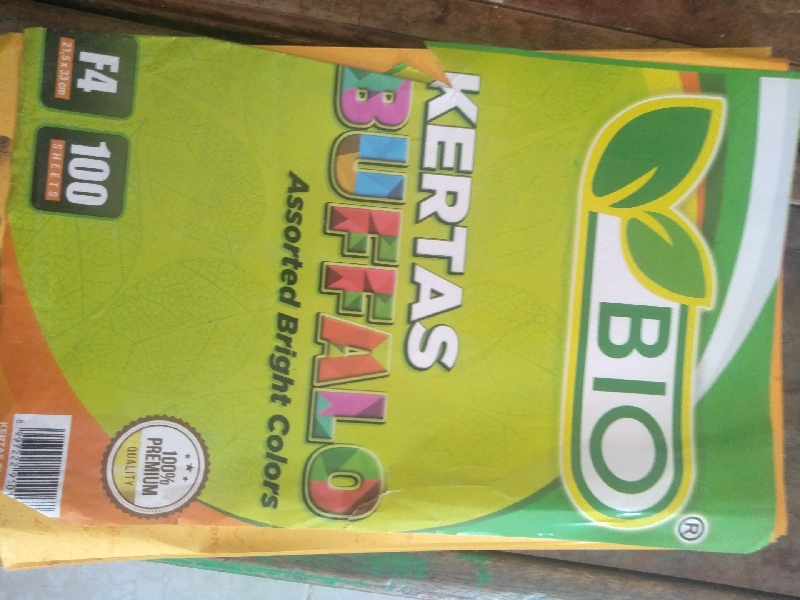 BIO®
KERTAS
BUFFALO
Assorted Bright Colors
F4
21,5 x 33 cm
100
SHEETS
100%
PREMIUM
QUALITY